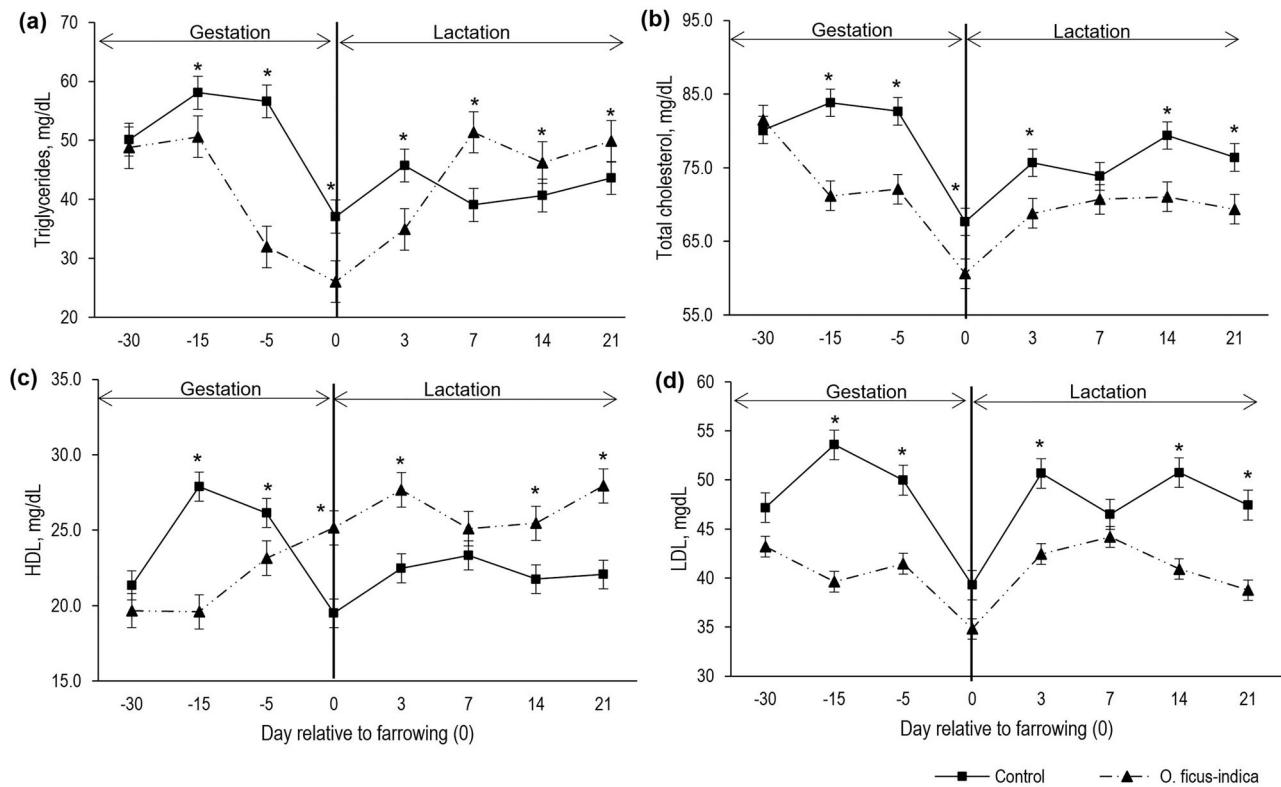 (a)
70
60
50
40
30
20
Triglycerides, mg/dL
Gestation Lactation
* * * * * * *
-30 -15 -5 0 3 7 14 21
(b)
95.0
85.0
75.0
65.0
55.0
Total cholesterol, mg/dL
Gestation Lactation
* * * * * *
-30 -15 -5 0 3 7 14 21
(c)
35.0
30.0
25.0
20.0
15.0
HDL, mg/dL
Gestation Lactation
* * * * * *
-30 -15 -5 0 3 7 14 21
Day relative to farrowing (0)
(d)
60
55
50
45
40
35
30
LDL, mgdL
Gestation Lactation
* * * * *
-30 -15 -5 0 3 7 14 21
Day relative to farrowing (0)
Control O. ficus-indica